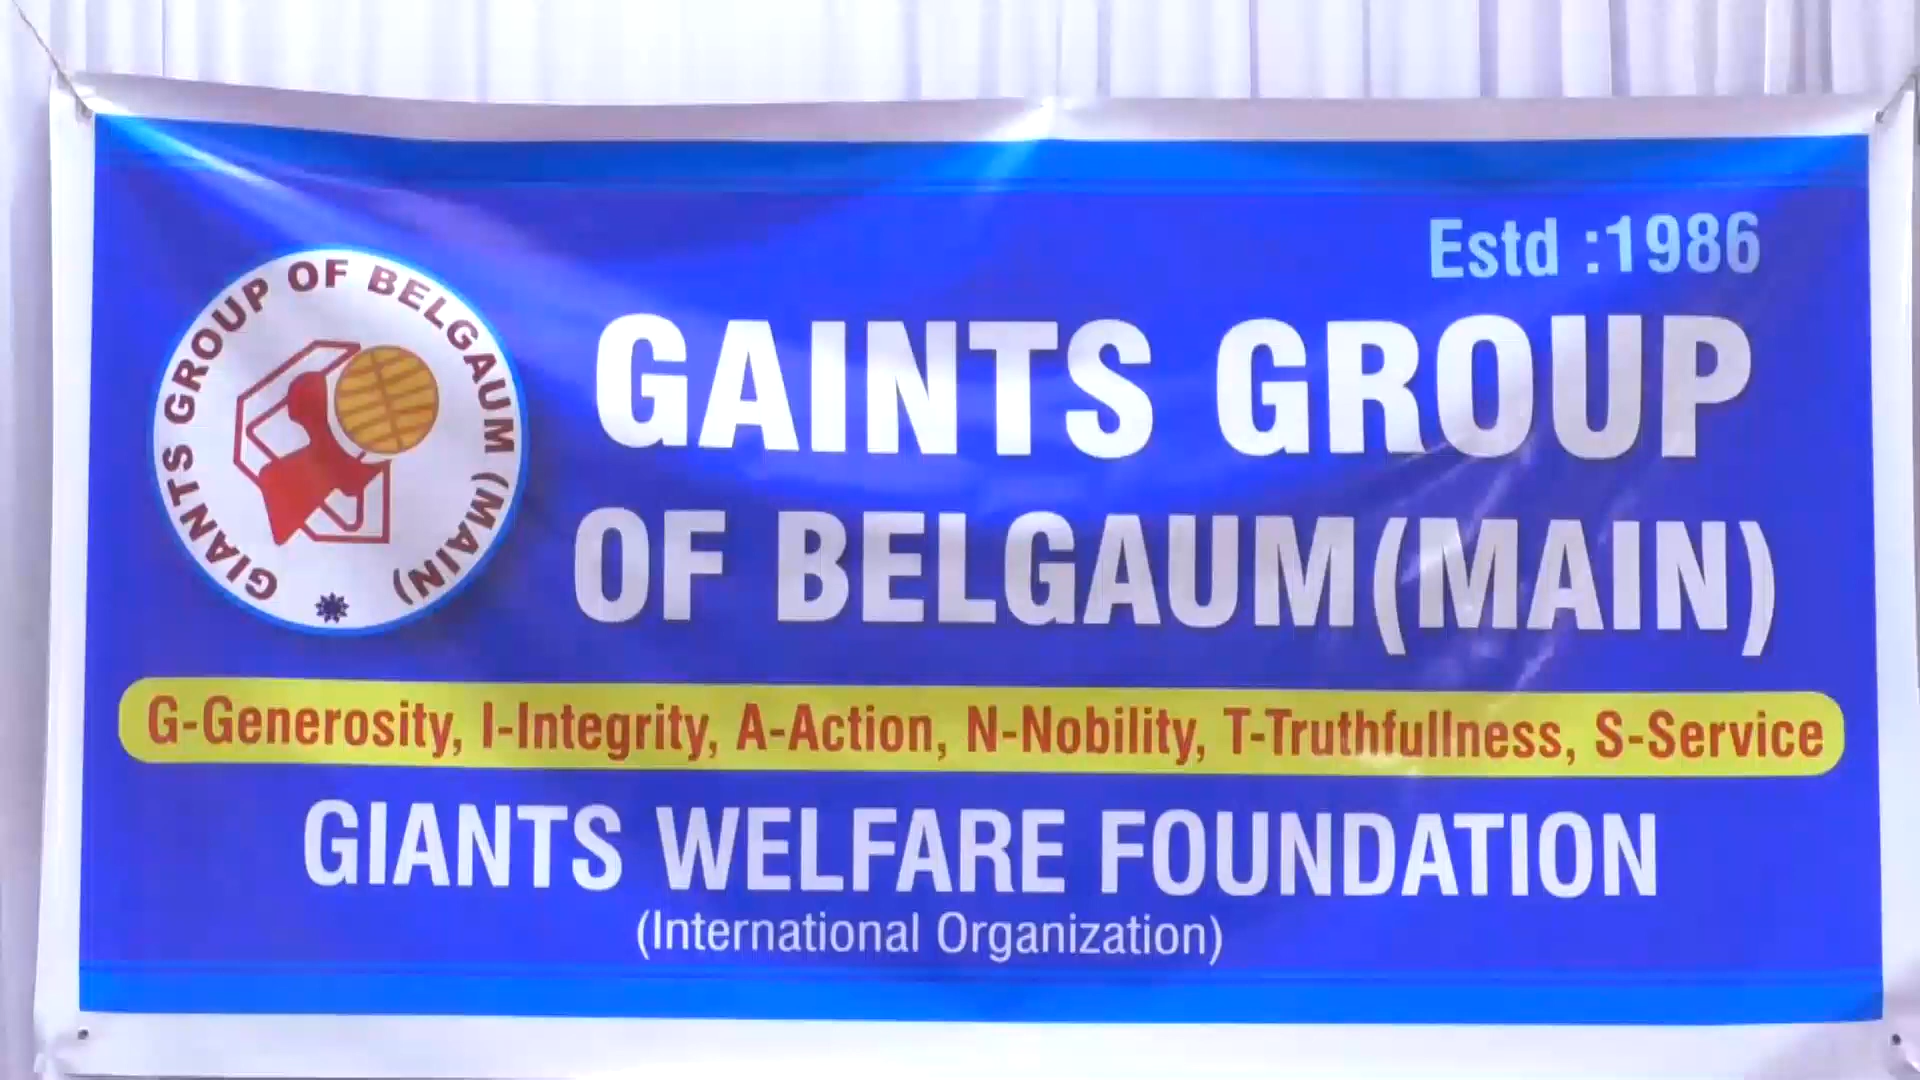 Estd :1986
GIANTS GROUP OF BELGAUM (MAIN)
GAINTS GROUP
OF BELGAUM(MAIN)
G-Generosity, I-Integrity, A-Action, N-Nobility, T-Truthfullness, S-Service
GIANTS WELFARE FOUNDATION
(International Organization)